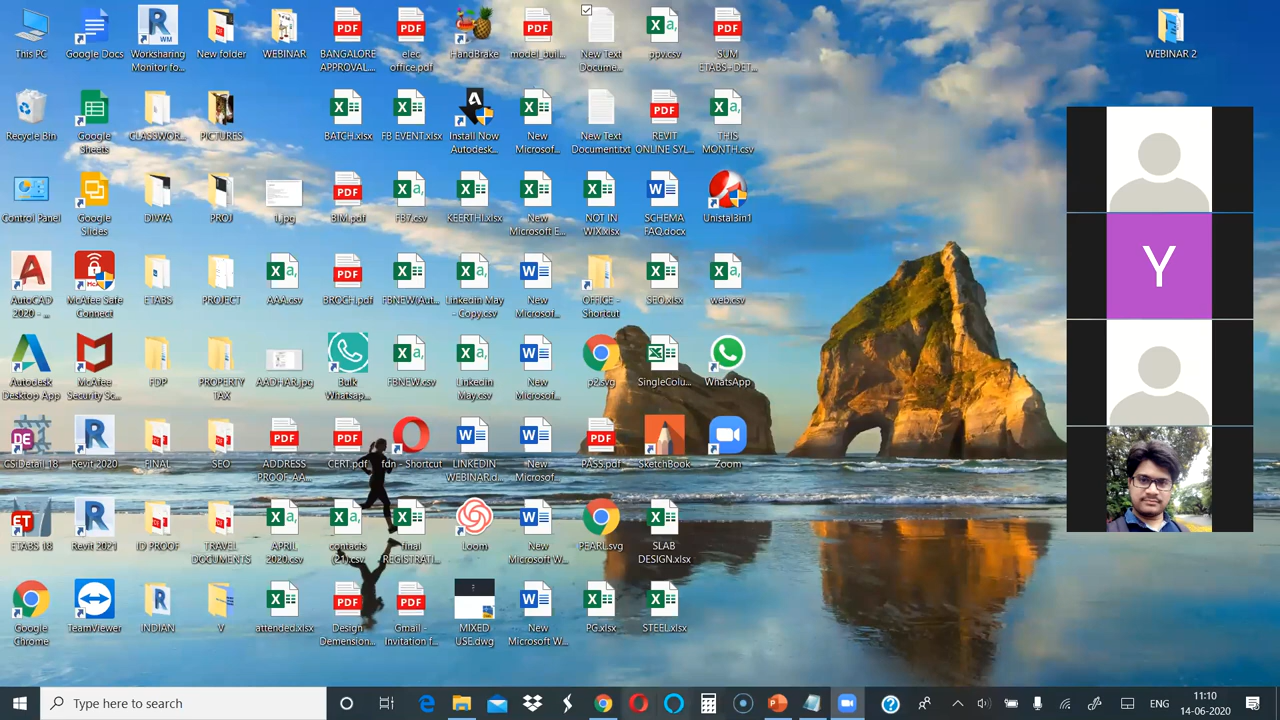 This PC
Google Docs
Worksharing
Monitor fo...
New folder
WEBINAR
BANGALORE
APPROVAL...
elec
office.pdf
HandBrake
model_buil...
New Text
Docume...
ppv.csv
SUM
ETABS+DET...
WEBINAR 2
Recycle Bin
Google
Sheets
CLASSWOR...
PICTURES
BATCH.xlsx
FB EVENT.xlsx
Install Now
Autodesk...
New
Microsof...
New Text
Document.txt
REVIT
ONLINE SYL...
THIS
MONTH.csv
Control Panel
Google
Slides
DIVYA
PROJ
1.jpg
BIM.pdf
FB7.csv
KEERTHI.xlsx
New
Microsoft E...
NOT IN
WIX.xlsx
SCHEMA
FAQ.docx
Unistal3in1
AutoCAD
2020 - ...
McAfee Safe
Connect
ETABS
PROJECT
AAA.csv
BROCH.pdf
FBNEW(Aut...
Linkedin May
- Copy.csv
New
Microsof...
OFFICE -
Shortcut
SEO.xlsx
web.csv
Y
Autodesk
Desktop App
McAfee
Security Sc...
FDP
PROPERTY
TAX
AADHAR.jpg
Bulk
Whatsap...
FBNEW.csv
Linkedin
May.csv
New
Microsof...
p2.svg
SingleColu...
WhatsApp
CSiDetail 18
Revit 2020
FINAL
SEO
ADDRESS
PROOF-AA...
CERT.pdf
fdn - Shortcut
LINKEDIN
WEBINAR.d...
New
Microsof...
PASS.pdf
SketchBook
Zoom
ETABS 18
Revit 2021
ID PROOF
TRAVEL
DOCUMENTS
APRIL
2020.csv
contacts
(21).csv
final
REGISTRATI...
Loom
New
Microsoft W...
PEARL.svg
SLAB
DESIGN.xlsx
Google
Chrome
TeamViewer
INDIAN
V
attended.xlsx
Design
Demension...
Gmail -
Invitation f...
MIXED
USE.dwg
New
Microsoft W...
PG.xlsx
STEEL.xlsx
Type here to search
ENG
11:10
14-06-2020